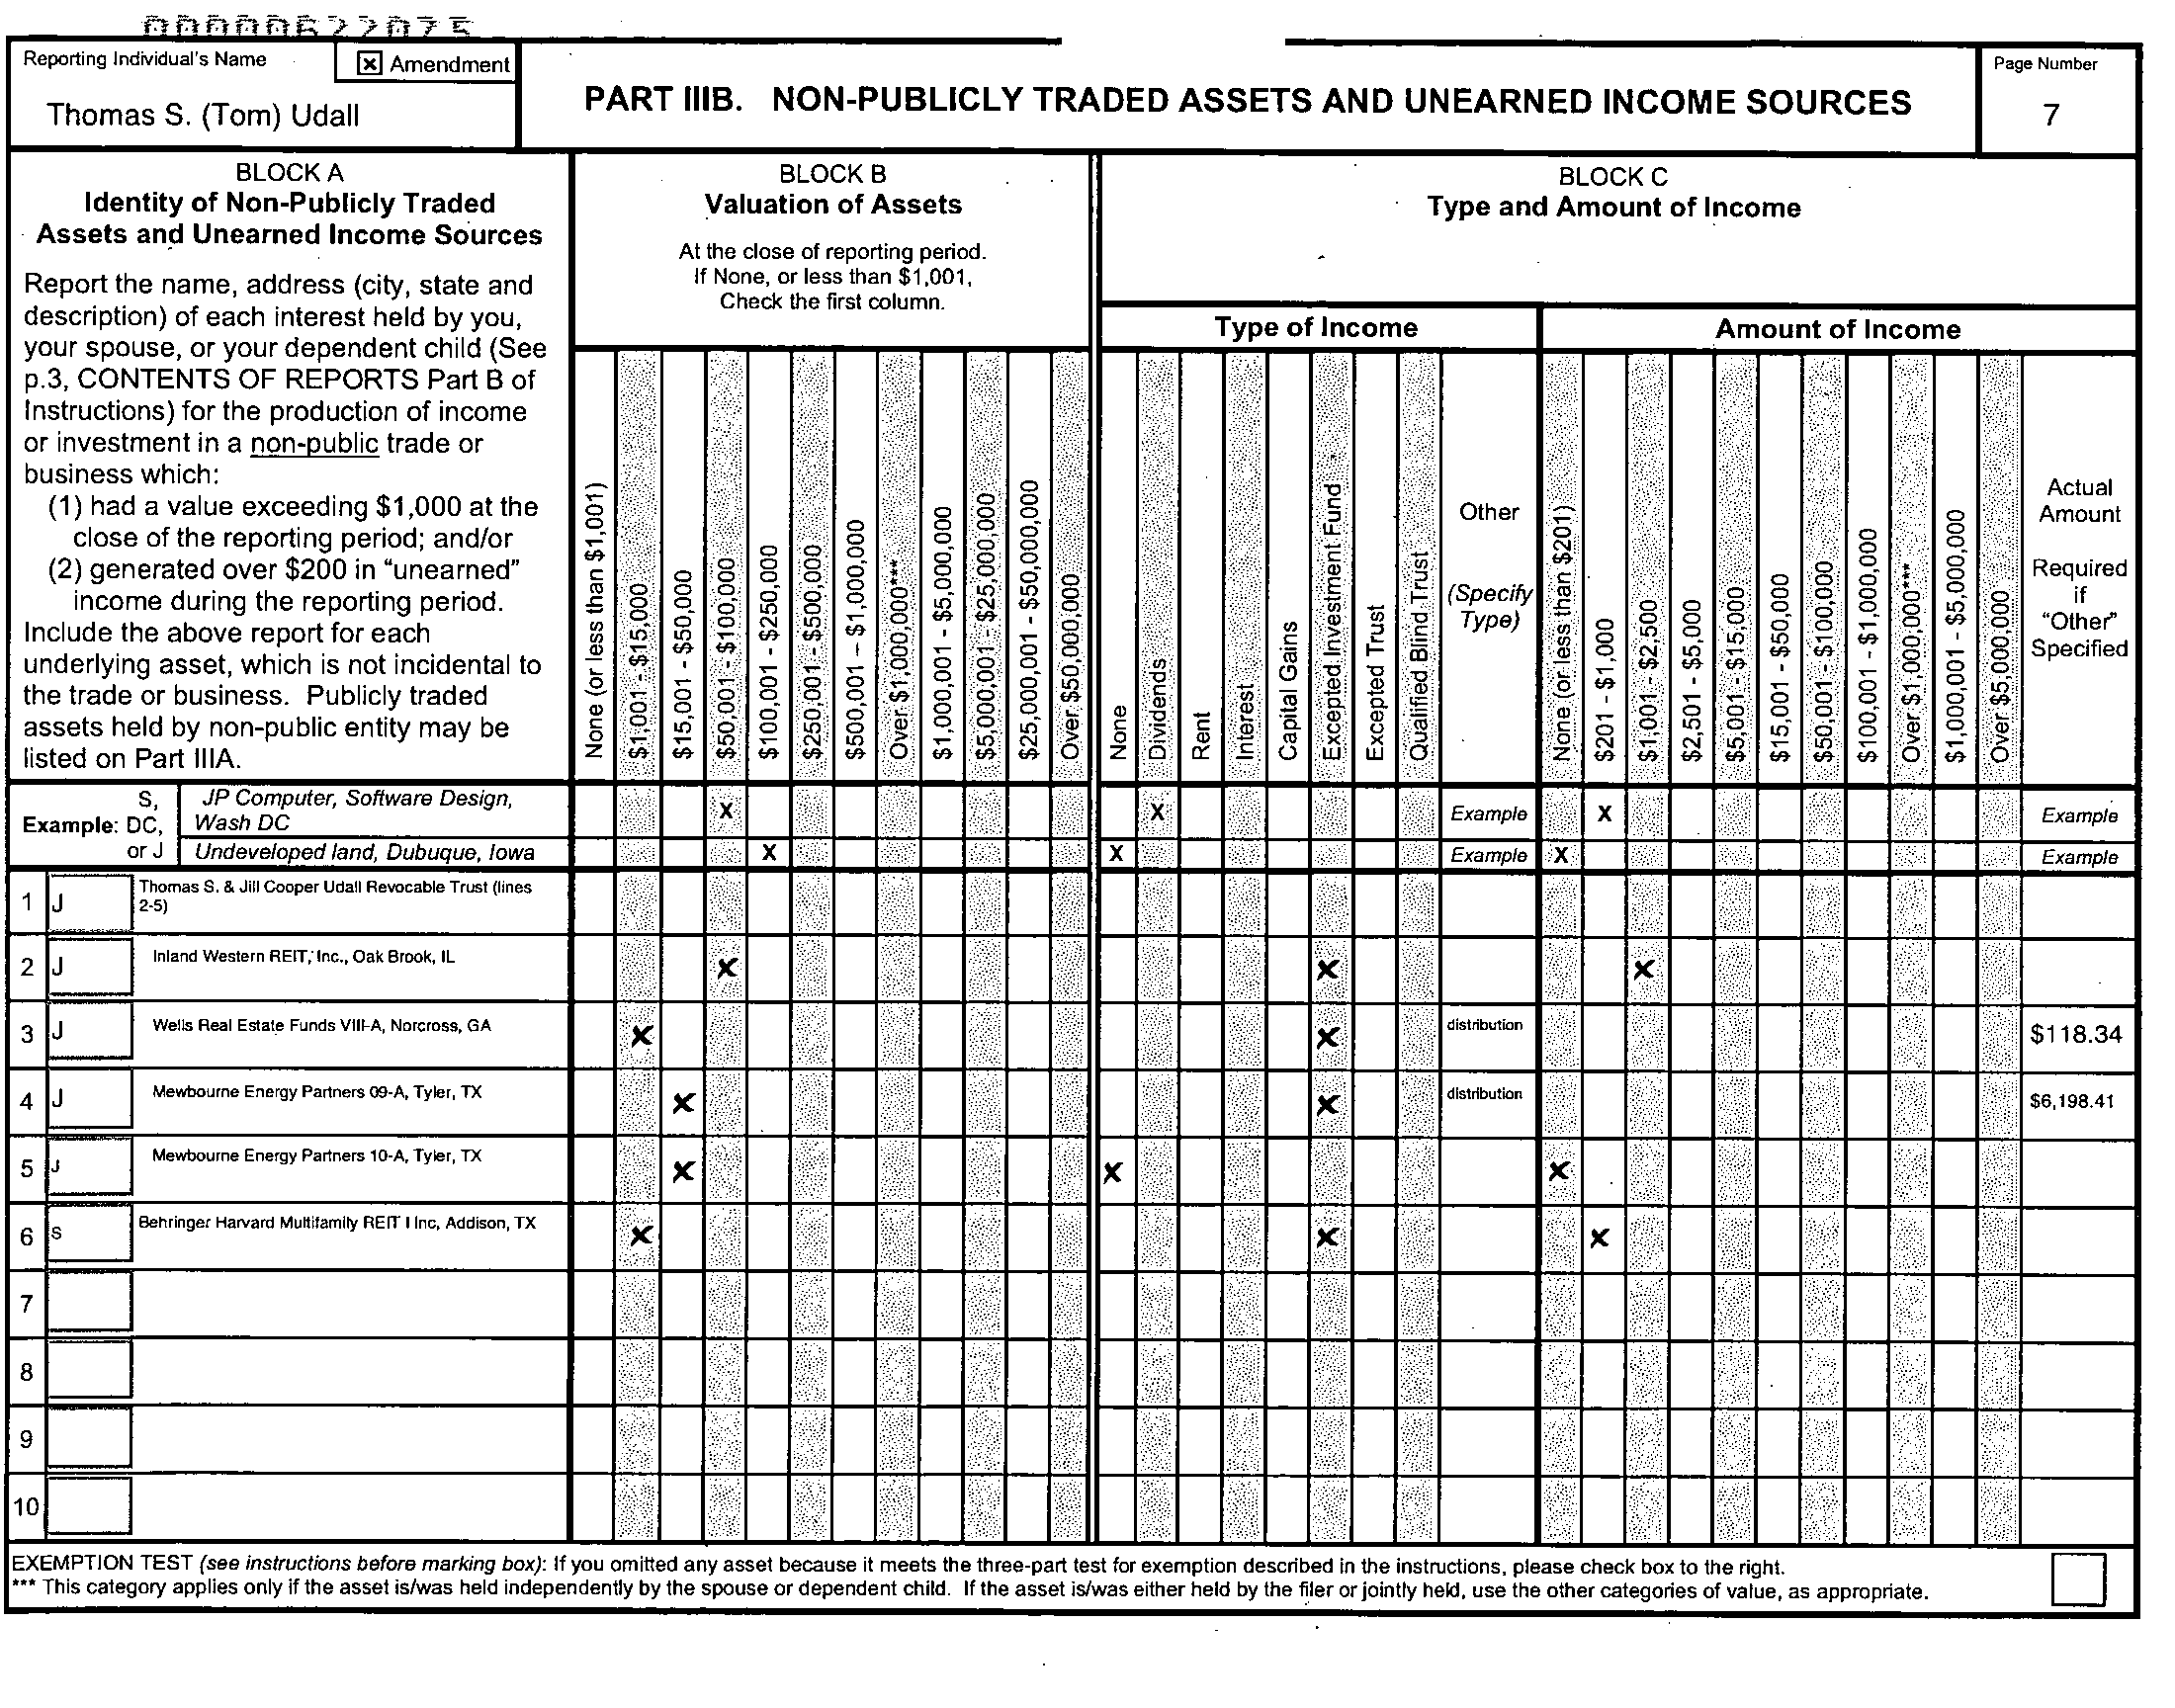 00000622075
Reporting Individual's Name
x Amendment
Thomas S. (Tom) Udall
PART IIIB. NON-PUBLICLY TRADED ASSETS AND UNEARNED INCOME SOURCES
Page Number
7
BLOCK A
Identity of Non-Publicly Traded
Assets and Unearned Income Sources
Report the name, address (city, state and
description) of each interest held by you,
your spouse, or your dependent child (See
p.3, CONTENTS OF REPORTS Part B of
Instructions) for the production of income
or investment in a non-public trade or
business which:
(1) had a value exceeding $1,000 at the
close of the reporting period; and/or
(2) generated over $200 in “unearned”
income during the reporting period.
Include the above report for each
underlying asset, which is not incidental to
the trade or business. Publicly traded
assets held by non-public entity may be
listed on Part IIIA.
BLOCK B
Valuation of Assets
At the close of reporting period.
If None, or less than $1,001,
Check the first column.
None (or less than $1,001)
$1,001 - $15,000
$15,001 - $50,000
$50,001 - $100,000
$100,001 - $250,000
$250,001 - $500,000
$500,001 – $1,000,000
Over $1,000,000***
$1,000,001 - $5,000,000
$5,000,001 - $25,000,000
$25,000,001 - $50,000,000
Over $50,000,000
BLOCK C
Type and Amount of Income
Type of Income
None
Dividends
Rent
Interest
Capital Gains
Excepted Investment Fund
Excepted Trust
Qualified Blind Trust
Other
(Specify
Type)
Amount of Income
None (or less than $201)
$201 - $1,000
$1,001 - $2,500
$2,501 - $5,000
$5,001 - $15,000
$15,001 - $50,000
$50,001 - $100,000
$100,001 - $1,000,000
Over $1,000,000***
$1,000,001 - $5,000,000
Over $5,000,000
Actual
Amount
Required
if
“Other”
Specified
Example:
S,
DC,
or J
JP Computer, Software Design,
Wash DC
X X Example X Example
Undeveloped land, Dubuque, Iowa X X Example X Example
1 J Thomas S. & Jill Cooper Udall Revocable Trust (lines
2-5)
2 J Inland Western REIT, Inc., Oak Brook, IL X X X
3 J Wells Real Estate Funds VIII-A, Norcross, GA X X distribution $118.34
4 J Mewbourne Energy Partners 09-A, Tyler, TX X X distribution $6,198.41
5 J Mewbourne Energy Partners 10-A, Tyler, TX X X X
6 S Behringer Harvard Multifamily REIT I Inc, Addison, TX X X X
7
8
9
10
EXEMPTION TEST (see instructions before marking box): If you omitted any asset because it meets the three-part test for exemption described in the instructions, please check box to the right.
*** This category applies only if the asset is/was held independently by the spouse or dependent child. If the asset is/was either held by the filer or jointly held, use the other categories of value, as appropriate.